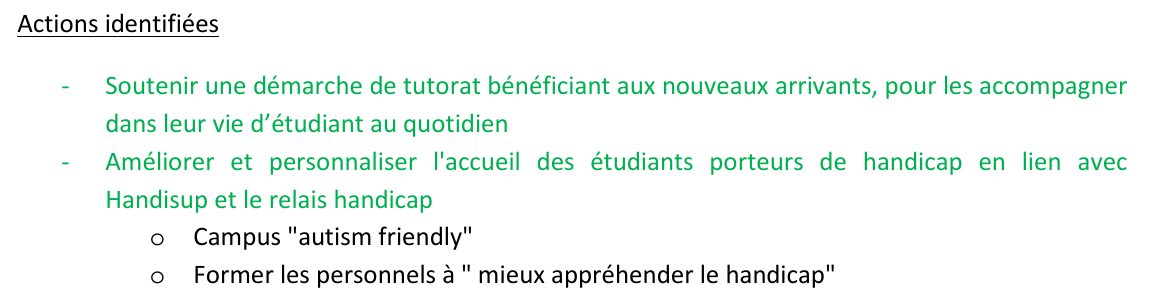 Actions identifiées
- Soutenir une démarche de tutorat bénéficiant aux nouveaux arrivants, pour les accompagner
dans leur vie d’étudiant au quotidien
- Améliorer et personnaliser l'accueil des étudiants porteurs de handicap en lien avec
Handisup et le relais handicap
o Campus "autism friendly"
o Former les personnels à " mieux appréhender le handicap"